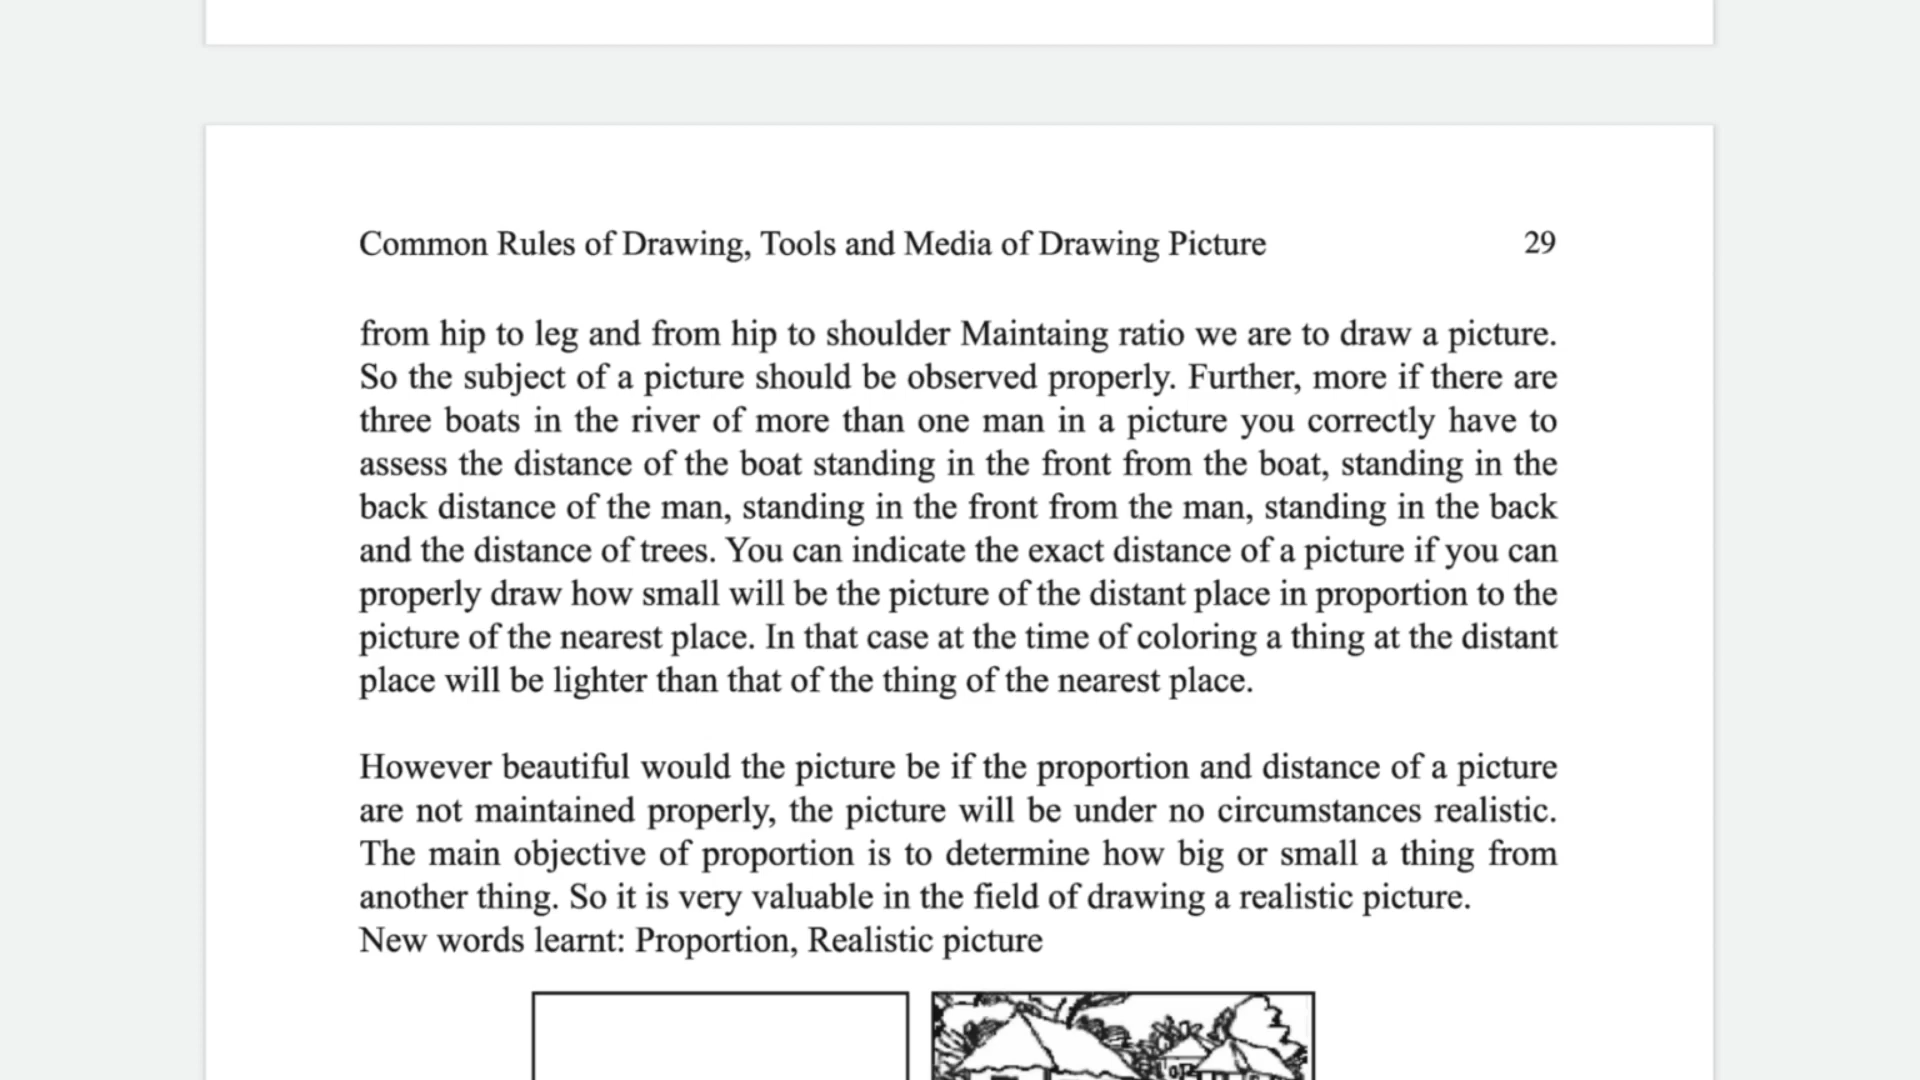 Common Rules of Drawing, Tools and Media of Drawing Picture 29
from hip to leg and from hip to shoulder Maintaing ratio we are to draw a picture.
So the subject of a picture should be observed properly. Further, more if there are
three boats in the river of more than one man in a picture you correctly have to
assess the distance of the boat standing in the front from the boat, standing in the
back distance of the man, standing in the front from the man, standing in the back
and the distance of trees. You can indicate the exact distance of a picture if you can
properly draw how small will be the picture of the distant place in proportion to the
picture of the nearest place. In that case at the time of coloring a thing at the distant
place will be lighter than that of the thing of the nearest place.
However beautiful would the picture be if the proportion and distance of a picture
are not maintained properly, the picture will be under no circumstances realistic.
The main objective of proportion is to determine how big or small a thing from
another thing. So it is very valuable in the field of drawing a realistic picture.
New words learnt: Proportion, Realistic picture